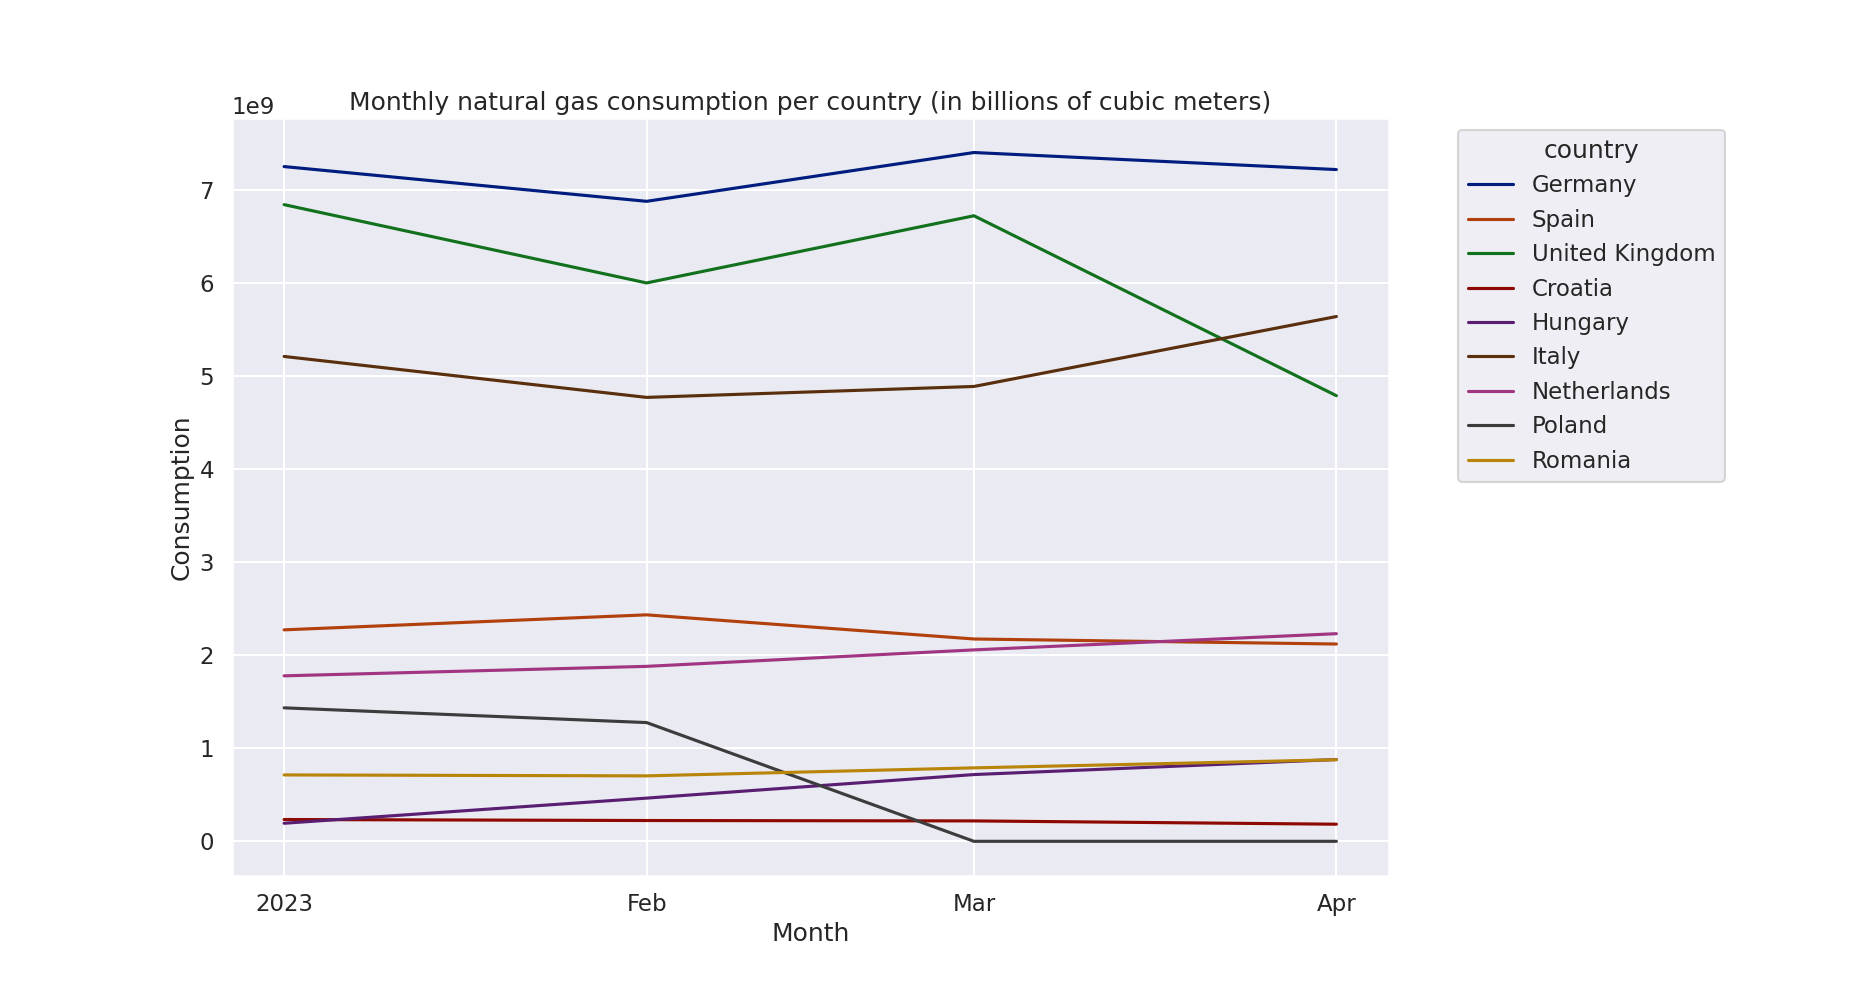 Monthly natural gas consumption per country (in billions of cubic meters)
1e9
7
6
5
4
3
2
1
0
Consumption
2023 Feb Mar Apr
Month
country
Germany
Spain
United Kingdom
Croatia
Hungary
Italy
Netherlands
Poland
Romania